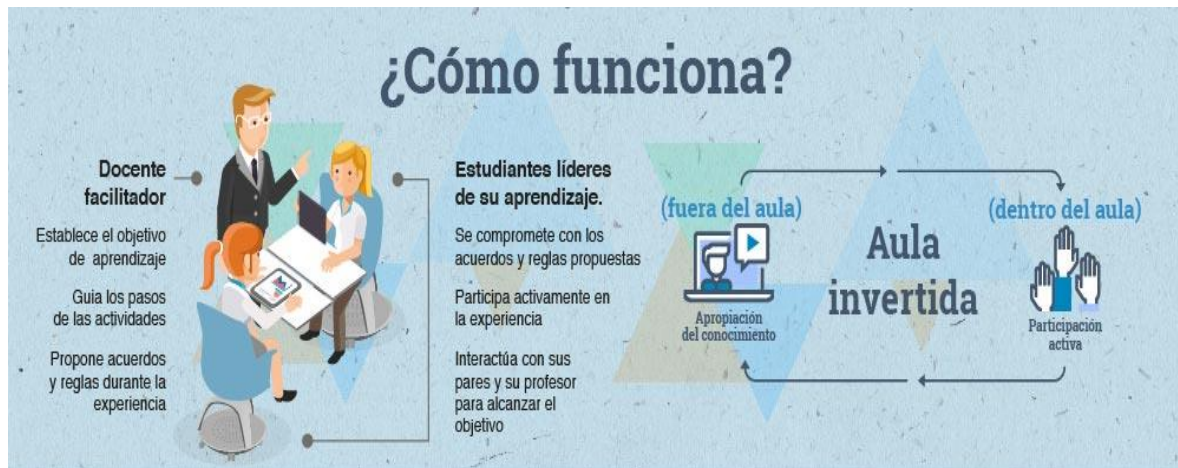 ¿Cómo funciona?
Docente
facilitador
Establece el objetivo
de aprendizaje
Guia los pasos
de las actividades
Propone acuerdos
y reglas durante la
experiencia
Estudiantes líderes
de su aprendizaje.
Se compromete con los
acuerdos y reglas propuestas
Participa activamente en
la experiencia
Interactúa con sus
pares y su profesor
para alcanzar el
objetivo
(fuera del aula)
Apropiación
del conocimiento
Aula
invertida
(dentro del aula)
Participación
activa